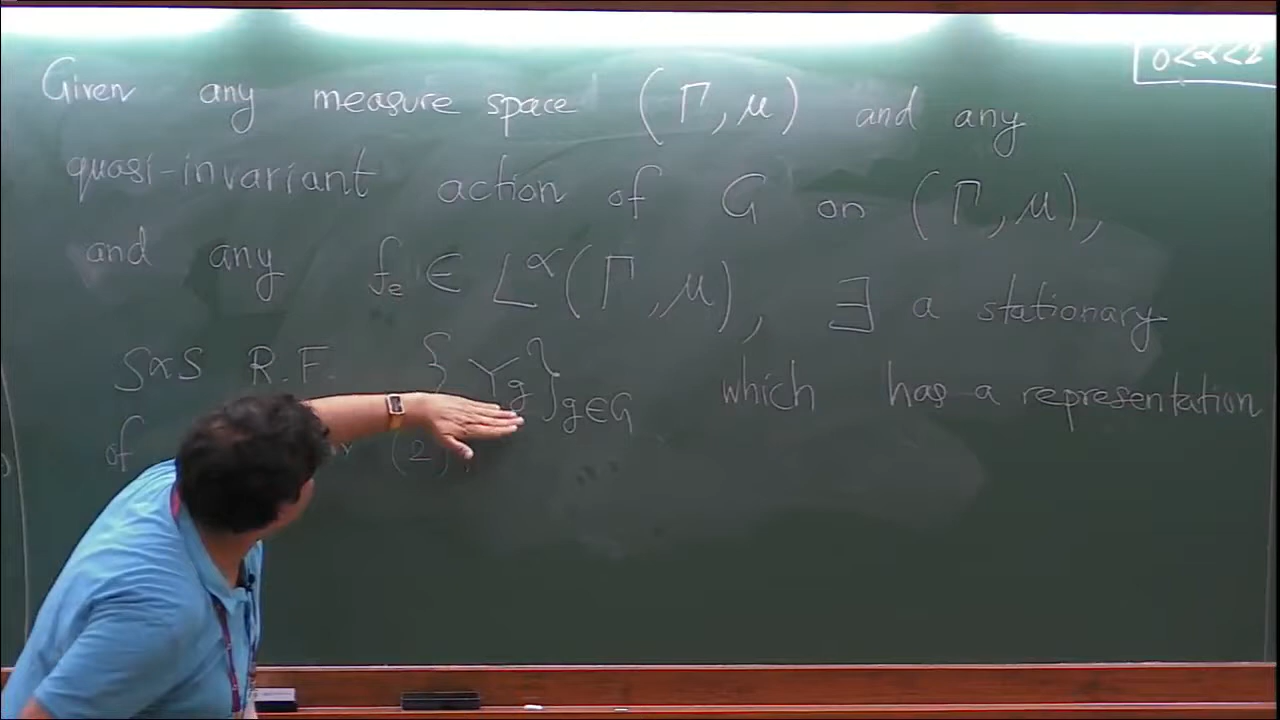 0<α<2
Given any measure space (Γ, μ) and any
quasi-invariant action of G on (Γ, μ),
and any f_e ∈ L^α(Γ, μ), ∃ a stationary
SαS R.F. {Y_g}_{g∈G} which has a representation
of (2).